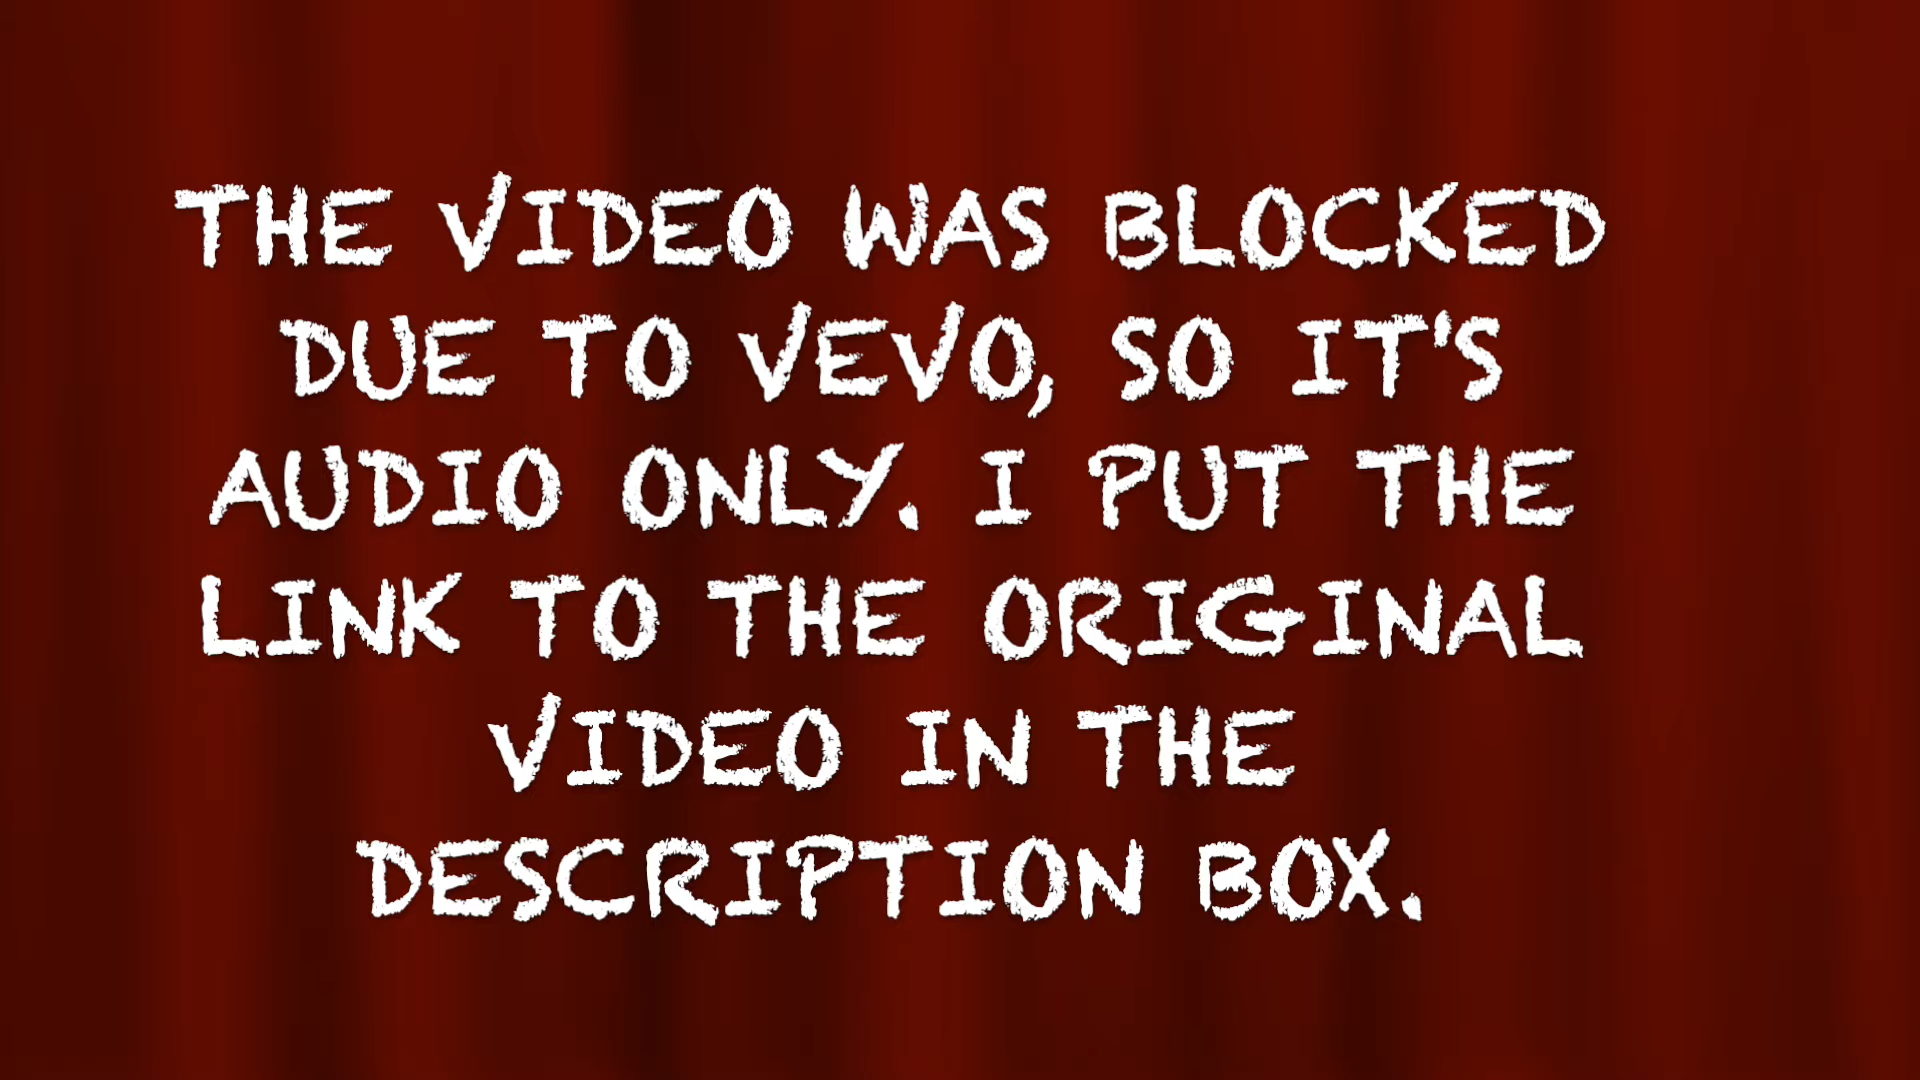 THE VIDEO WAS BLOCKED
DUE TO VEVO, SO IT'S
AUDIO ONLY. I PUT THE
LINK TO THE ORIGINAL
VIDEO IN THE
DESCRIPTION BOX.